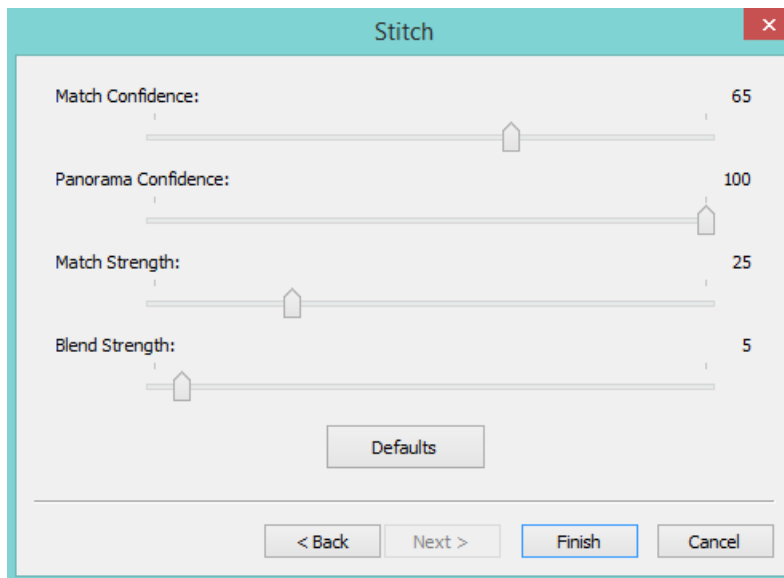 Stitch
Match Confidence: 65
Panorama Confidence: 100
Match Strength: 25
Blend Strength: 5
Defaults
< Back Next > Finish Cancel